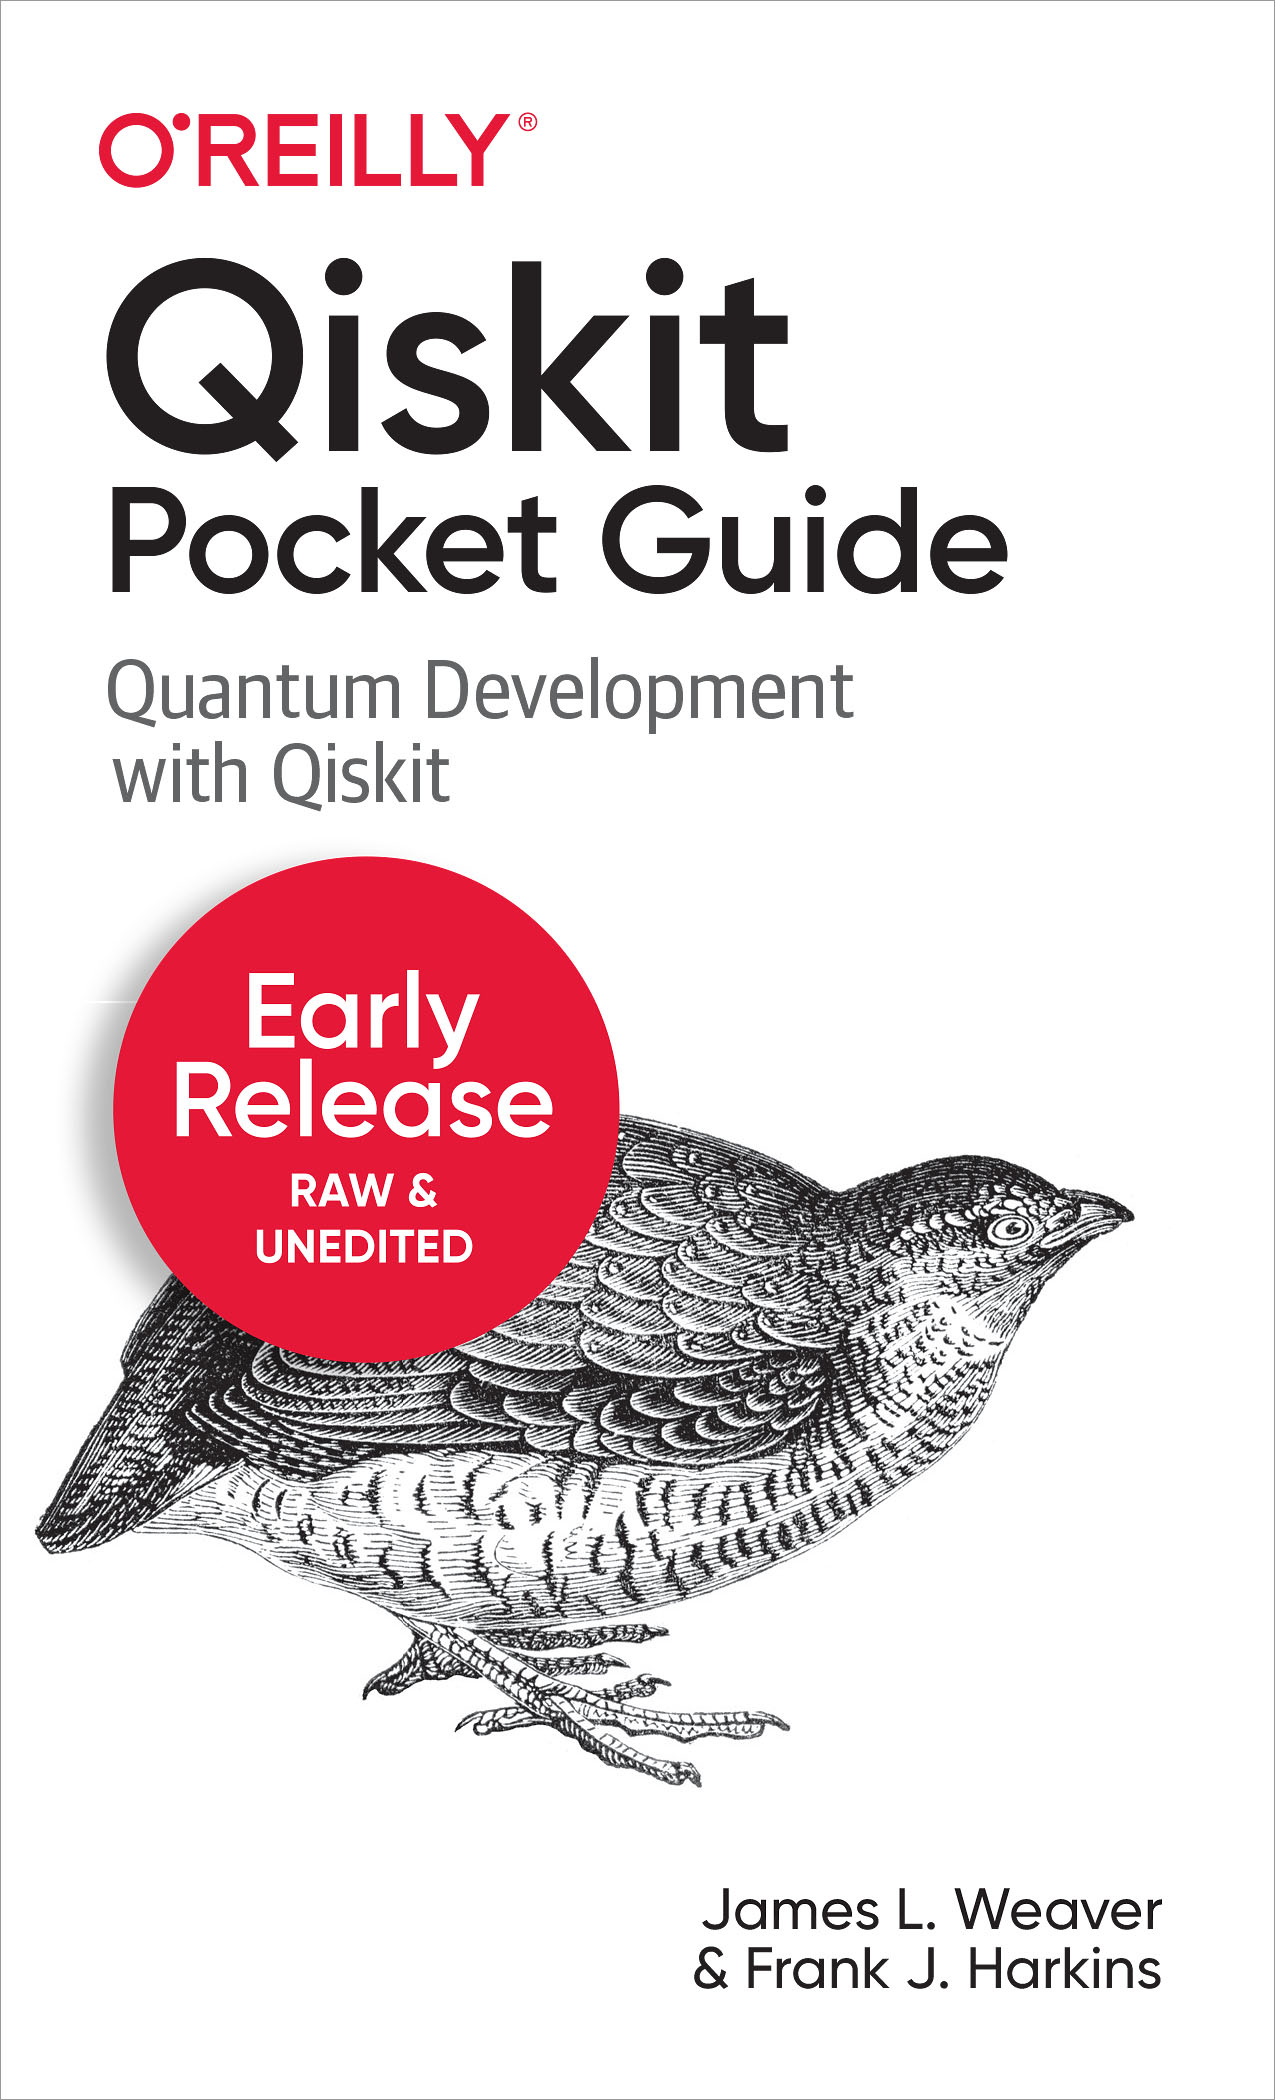 O'REILLY®
Qiskit
Pocket Guide
Quantum Development
with Qiskit
Early
Release
RAW &
UNEDITED
James L. Weaver
& Frank J. Harkins